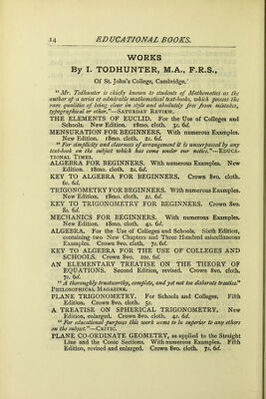 14 EDUCATIONAL BOOKS.
WORKS
By I. TODHUNTER, M.A., F.R.S.,
Of St. John's College, Cambridge.
"Mr. Todhunter is chiefly known to students of Mathematics as the
author of a series of admirable mathematical text-books, which possess the
rare qualities of being clear in style and absolutely free from mistakes,
typographical or other."—SATURDAY REVIEW.
THE ELEMENTS OF EUCLID. For the Use of Colleges and
Schools. New Edition. 18mo. cloth. 3s. 6d.
MENSURATION FOR BEGINNERS. With numerous Examples.
New Edition. 18mo. cloth. 2s. 6d.
"For simplicity and clearness of arrangement it is unsurpassed by any
text-book on the subject which has come under our notice."—EDUCA-
TIONAL TIMES.
ALGEBRA FOR BEGINNERS. With numerous Examples. New
Edition. 18mo. cloth. 2s. 6d.
KEY TO ALGEBRA FOR BEGINNERS. Crown 8vo. cloth.
6s. 6d.
TRIGONOMETRY FOR BEGINNERS. With numerous Examples.
New Edition. 18mo. cloth. 2s. 6d.
KEY TO TRIGONOMETRY FOR BEGINNERS. Crown 8vo.
8s. 6d.
MECHANICS FOR BEGINNERS. With numerous Examples.
New Edition. 18mo. cloth. 4s. 6d.
ALGEBRA. For the Use of Colleges and Schools. Sixth Edition,
containing two New Chapters and Three Hundred miscellaneous
Examples. Crown 8vo. cloth. 7s. 6d.
KEY TO ALGEBRA FOR THE USE OF COLLEGES AND
SCHOOLS. Crown 8vo. 10s. 6d.
AN ELEMENTARY TREATISE ON THE THEORY OF
EQUATIONS. Second Edition, revised. Crown 8vo. cloth.
7s. 6d.
"A thoroughly trustworthy, complete, and yet not too elaborate treatise."
PHILOSOPHICAL MAGAZINE.
PLANE TRIGONOMETRY. For Schools and Colleges. Fifth
Edition. Crown 8vo. cloth. 5s.
A TREATISE ON SPHERICAL TRIGONOMETRY. New
Edition, enlarged. Crown 8vo. cloth. 4s. 6d.
"For educational purposes this work seems to be superior to any others
on the subject."—CRITIC.
PLANE CO-ORDINATE GEOMETRY, as applied to the Straight
Line and the Conic Sections. With numerous Examples. Fifth
Edition, revised and enlarged. Crown 8vo. cloth. 7s. 6d.